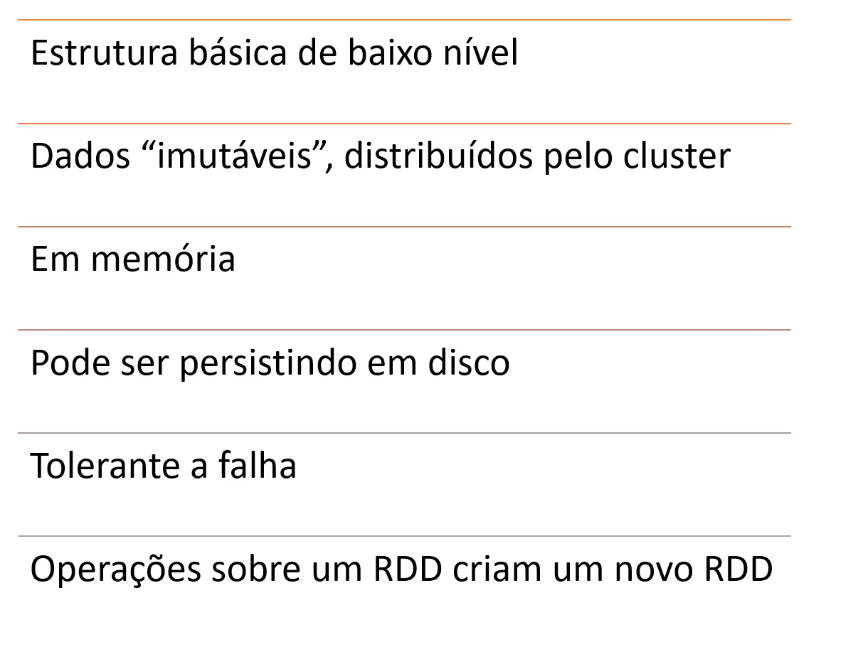 Estrutura básica de baixo nível
Dados “imutáveis”, distribuídos pelo cluster
Em memória
Pode ser persistindo em disco
Tolerante a falha
Operações sobre um RDD criam um novo RDD